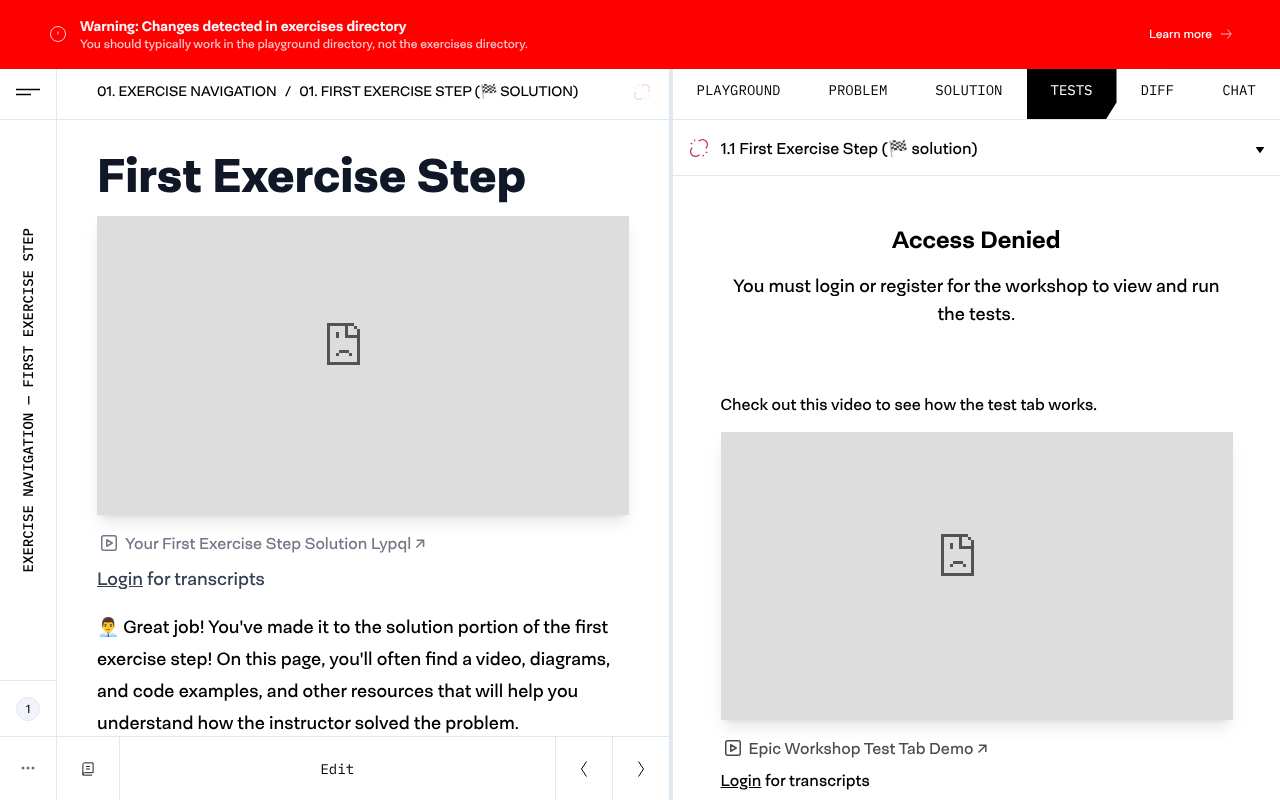 Warning: Changes detected in exercises directory
You should typically work in the playground directory, not the exercises directory.
Learn more →
01. EXERCISE NAVIGATION / 01. FIRST EXERCISE STEP (🏁 SOLUTION)
PLAYGROUND
PROBLEM
SOLUTION
TESTS
DIFF
CHAT
EXERCISE NAVIGATION — FIRST EXERCISE STEP
First Exercise Step
Your First Exercise Step Solution Lypql ↗
Login for transcripts
👨‍💼 Great job! You've made it to the solution portion of the first
exercise step! On this page, you'll often find a video, diagrams,
and code examples, and other resources that will help you
understand how the instructor solved the problem.
1
Edit
1.1 First Exercise Step (🏁 solution)
Access Denied
You must login or register for the workshop to view and run
the tests.
Check out this video to see how the test tab works.
Epic Workshop Test Tab Demo ↗
Login for transcripts